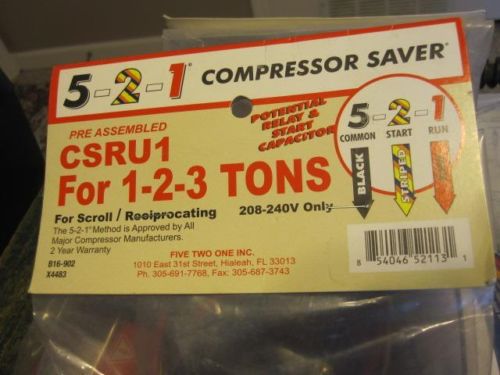 5-2-1® COMPRESSOR SAVER®
PRE ASSEMBLED
CSRU1
For 1-2-3 TONS
POTENTIAL
RELAY & START
CAPACITOR
5-2-1
COMMON START RUN
BLACK STRIPED
For Scroll / Reciprocating 208-240V Only
The 5-2-1™ Method is Approved by All
Major Compressor Manufacturers.
2 Year Warranty
FIVE TWO ONE INC.
1010 East 31st Street, Hialeah, FL 33013
Ph. 305-691-7768, Fax: 305-687-3743
B16-902
X4483
8 54046 52113 1